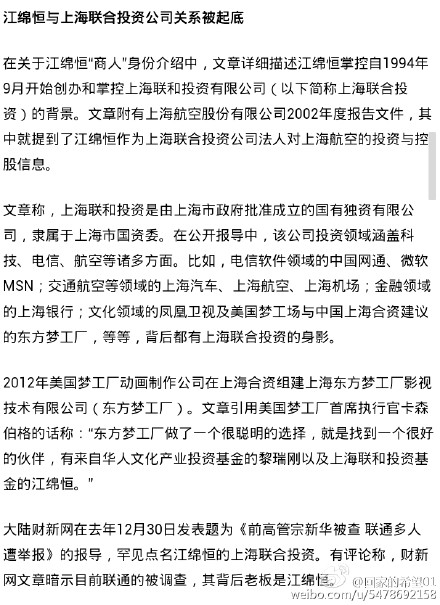 江绵恒与上海联合投资公司关系被起底
在关于江绵恒“商人”身份介绍中，文章详细描述江绵恒掌控自1994年
9月开始创办和掌控上海联和投资有限公司（以下简称上海联合投
资）的背景。文章附有上海航空股份有限公司2002年度报告文件，其
中就提到了江绵恒作为上海联合投资公司法人对上海航空的投资与控
股信息。
文章称，上海联和投资是由上海市政府批准成立的国有独资有限公
司，隶属于上海市国资委。在公开报导中，该公司投资领域涵盖科
技、电信、航空等诸多方面。比如，电信软件领域的中国网通、微软
MSN；交通航空等领域的上海汽车、上海航空、上海机场；金融领域
的上海银行；文化领域的凤凰卫视及美国梦工场与中国上海合资建议
的东方梦工厂，等等，背后都有上海联合投资的身影。
2012年美国梦工厂动画制作公司在上海合资组建上海东方梦工厂影视
技术有限公司（东方梦工厂）。文章引用美国梦工厂首席执行官卡森
伯格的话称：“东方梦工厂做了一个很聪明的选择，就是找到一个很好
的伙伴，有来自华人文化产业投资基金的黎瑞刚以及上海联和投资基
金的江绵恒。”
大陆财新网在去年12月30日发表题为《前高管宗新华被查 联通多人
遭举报》的报导，罕见点名江绵恒的上海联合投资。有评论称，财新
网文章暗示目前联通的被调查，其背后老板是江绵恒。
@国家的希望01
weibo.com/u/5478692158